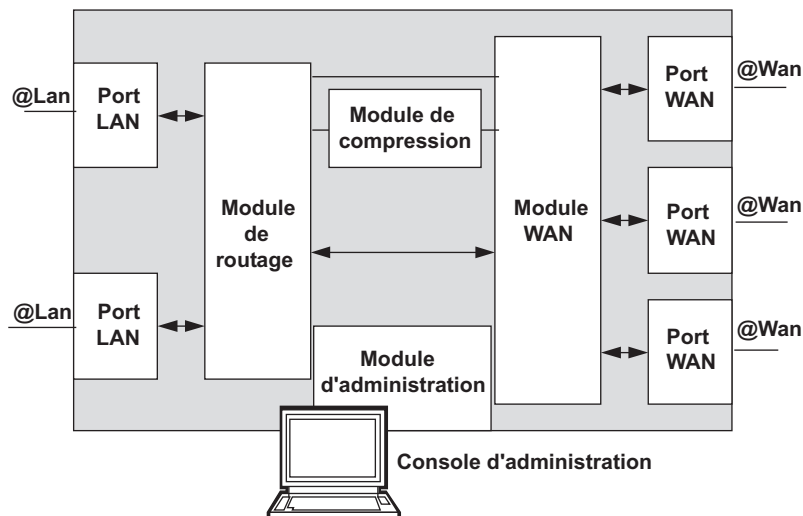 @Lan
Port
LAN
@Lan
Port
LAN
Module
de
routage
Module de
compression
Module
d'administration
Module
WAN
Port
WAN
@Wan
Port
WAN
@Wan
Port
WAN
@Wan
Console d'administration